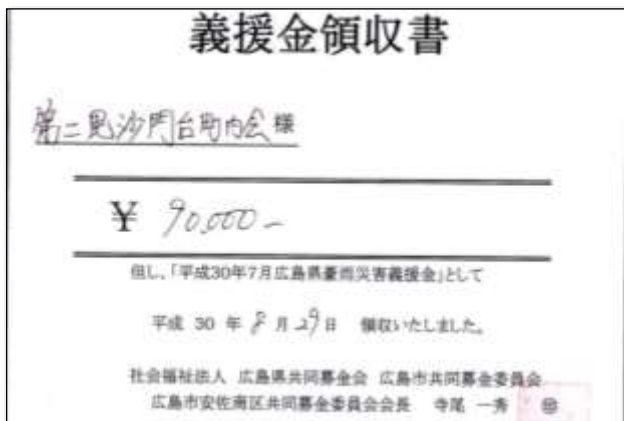 義援金領収書
第二毘沙門台町内会様
¥ 90,000-
但し、「平成30年7月広島県豪雨災害義援金」として
平成 30 年 8 月 29 日 領収いたしました。
社会福祉法人 広島県共同募金会 広島市共同募金委員会
広島市安佐南区共同募金委員会会長 寺尾 一秀 ㊞